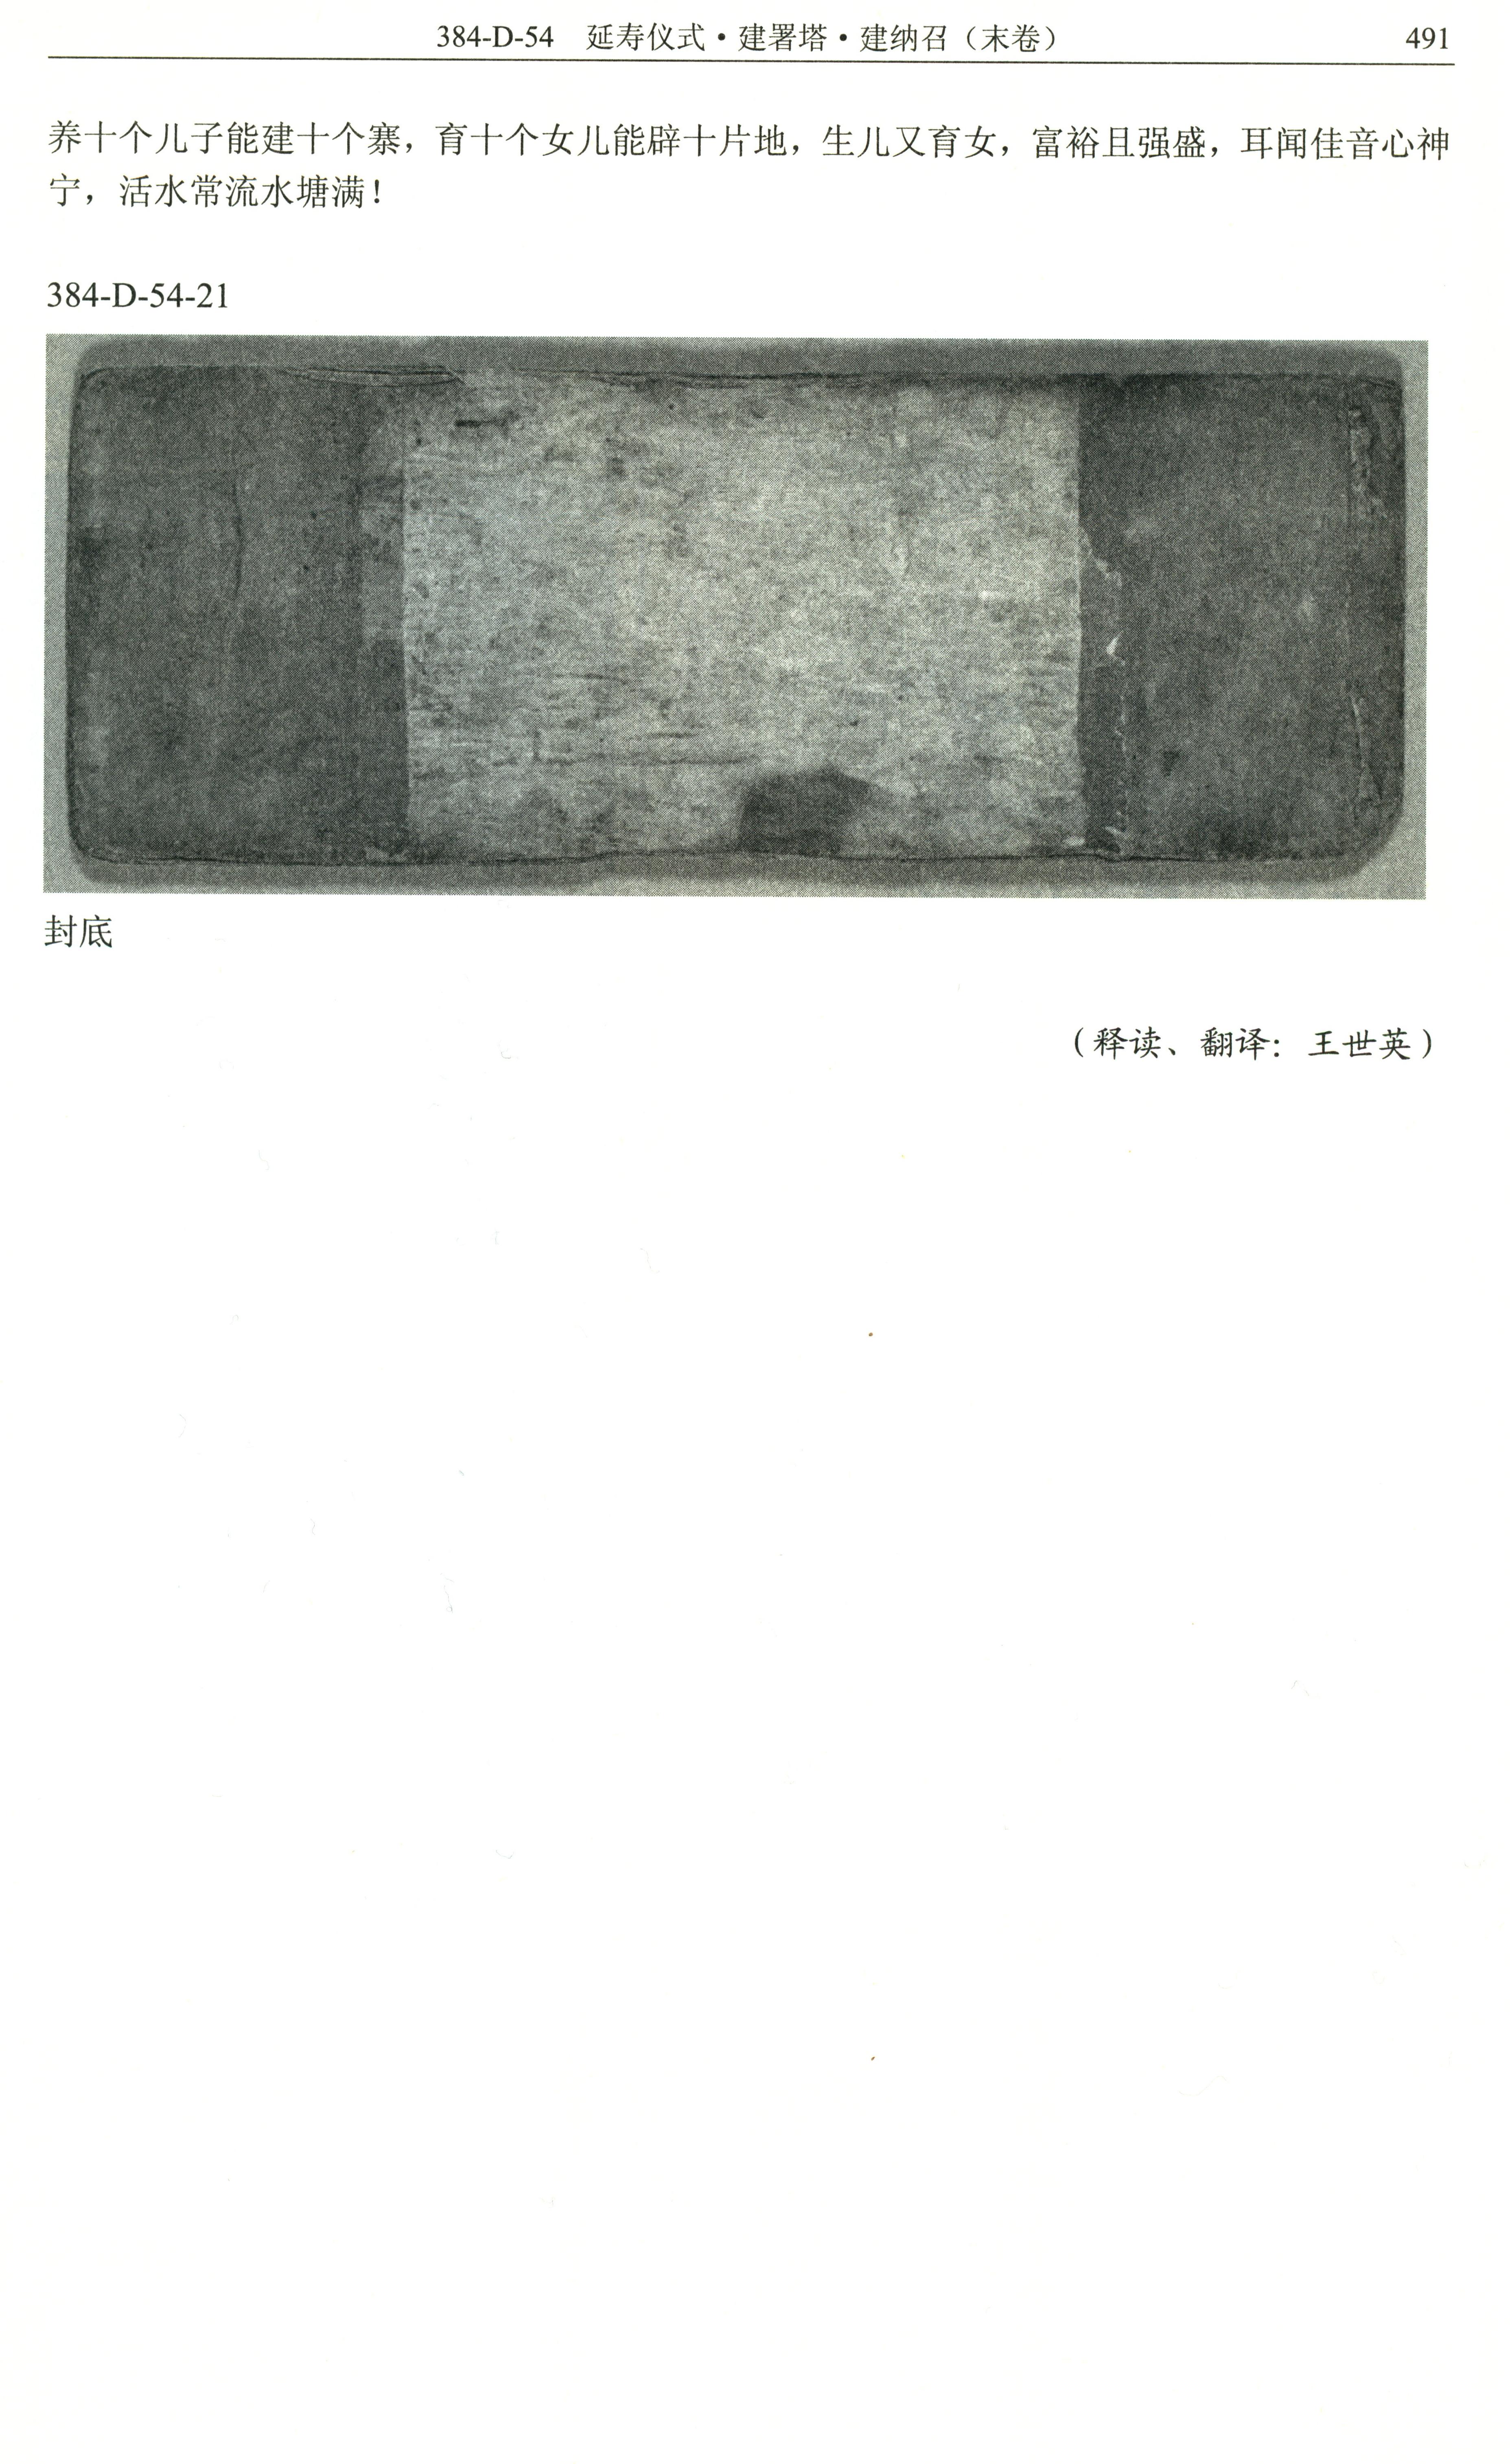 384-D-54 延寿仪式·建署塔·建纳召（末卷） 491
养十个儿子能建十个寨，育十个女儿能辟十片地，生儿又育女，富裕且强盛，耳闻佳音心神
宁，活水常流水塘满！
384-D-54-21
封底
（释读、翻译：王世英）